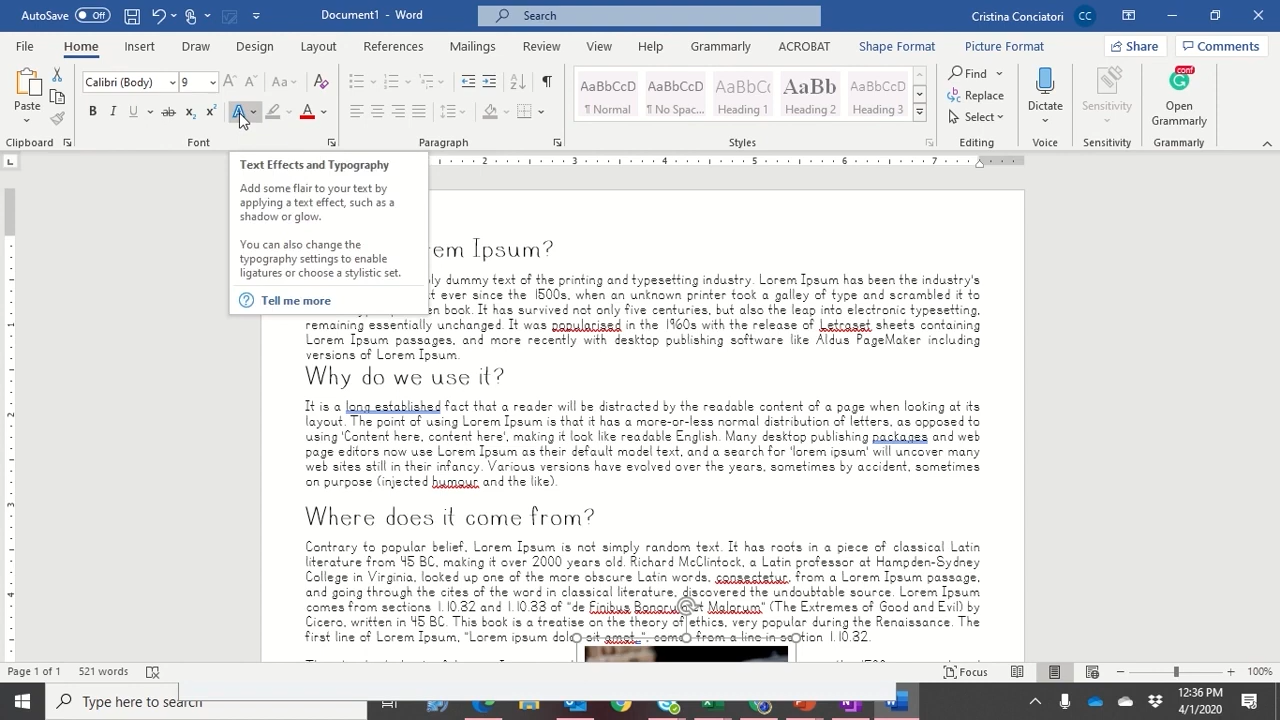 AutoSave Off
Document1 - Word
Search
Cristina Conciatori CC
File Home Insert Draw Design Layout References Mailings Review View Help Grammarly ACROBAT Shape Format Picture Format Share Comments
Paste
Calibri (Body) 9
Aa
B I U ab x2 x2 A A
AaBbCcD AaBbCcD AaBbCcD AaBb AaBbCcD
¶ Normal ¶ No Spac... Heading 1 Heading 2 Heading 3
Find
Replace
Select
Dictate
Sensitivity
conf
Open
Grammarly
Clipboard Font Paragraph Styles Editing Voice Sensitivity Grammarly
2 3 4 5 6 7
Text Effects and Typography
Add some flair to your text by
applying a text effect, such as a
shadow or glow.
You can also change the
typography settings to enable
ligatures or choose a stylistic set.
Tell me more
rem Ipsum?
ly dummy text of the printing and typesetting industry. Lorem Ipsum has been the industry's
t ever since the 1500s, when an unknown printer took a galley of type and scrambled it to
en book. It has survived not only five centuries, but also the leap into electronic typesetting,
remaining essentially unchanged. It was popularised in the 1960s with the release of Letraset sheets containing
Lorem Ipsum passages, and more recently with desktop publishing software like Aldus PageMaker including
versions of Lorem Ipsum.
Why do we use it?
It is a long established fact that a reader will be distracted by the readable content of a page when looking at its
layout. The point of using Lorem Ipsum is that it has a more-or-less normal distribution of letters, as opposed to
using 'Content here, content here', making it look like readable English. Many desktop publishing packages and web
page editors now use Lorem Ipsum as their default model text, and a search for 'lorem ipsum' will uncover many
web sites still in their infancy. Various versions have evolved over the years, sometimes by accident, sometimes
on purpose (injected humour and the like).
Where does it come from?
Contrary to popular belief, Lorem Ipsum is not simply random text. It has roots in a piece of classical Latin
literature from 45 BC, making it over 2000 years old. Richard McClintock, a Latin professor at Hampden-Sydney
College in Virginia, looked up one of the more obscure Latin words, consectetur, from a Lorem Ipsum passage,
and going through the cites of the word in classical literature, discovered the undoubtable source. Lorem Ipsum
comes from sections 1.10.32 and 1.10.33 of "de Finibus Bonorum et Malorum" (The Extremes of Good and Evil) by
Cicero, written in 45 BC. This book is a treatise on the theory of ethics, very popular during the Renaissance. The
first line of Lorem Ipsum, "Lorem ipsum dolor sit amet..", comes from a line in section 1.10.32.
Page 1 of 1 521 words
Focus
100%
Type here to search
12:36 PM
4/1/2020